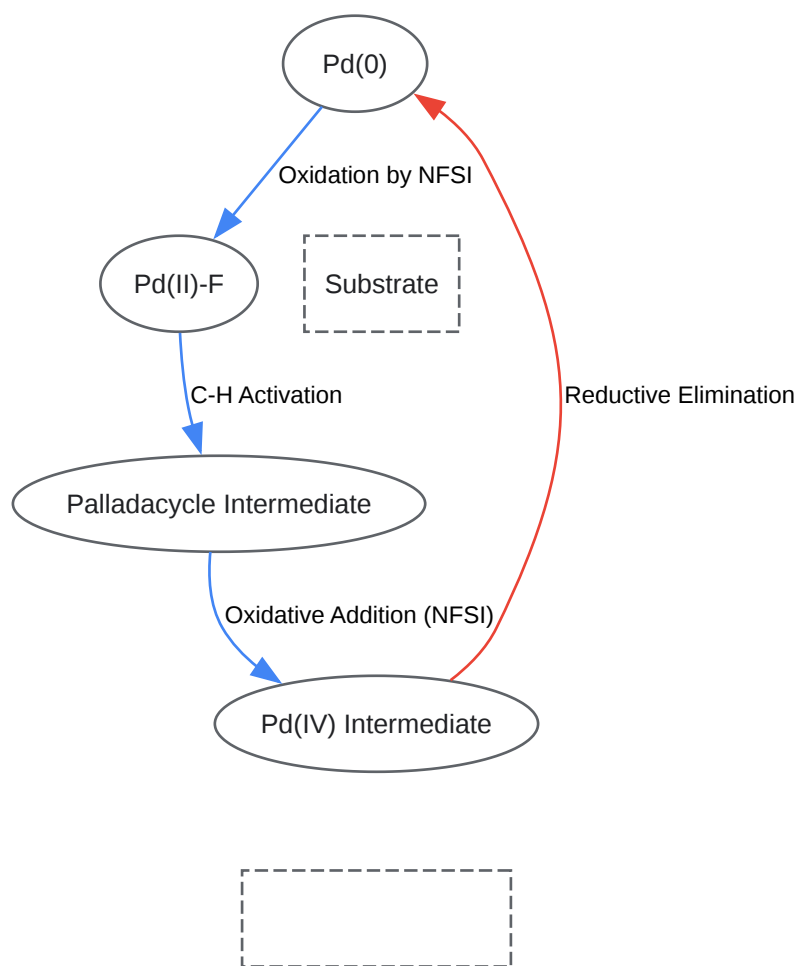 Pd(0)
Oxidation by NFSI
Pd(II)-F
Substrate
C-H Activation
Reductive Elimination
Palladacycle Intermediate
Oxidative Addition (NFSI)
Pd(IV) Intermediate